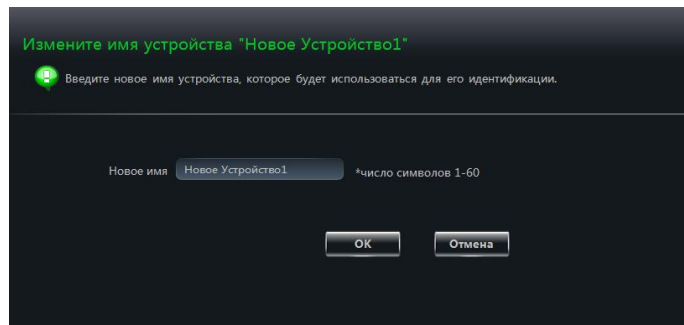 Измените имя устройства "Новое Устройство1"
Введите новое имя устройства, которое будет использоваться для его идентификации.
Новое имя Новое Устройство1 *число символов 1-60
OK Отмена